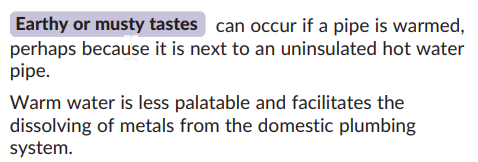 Earthy or musty tastes can occur if a pipe is warmed,
perhaps because it is next to an uninsulated hot water
pipe.
Warm water is less palatable and facilitates the
dissolving of metals from the domestic plumbing
system.